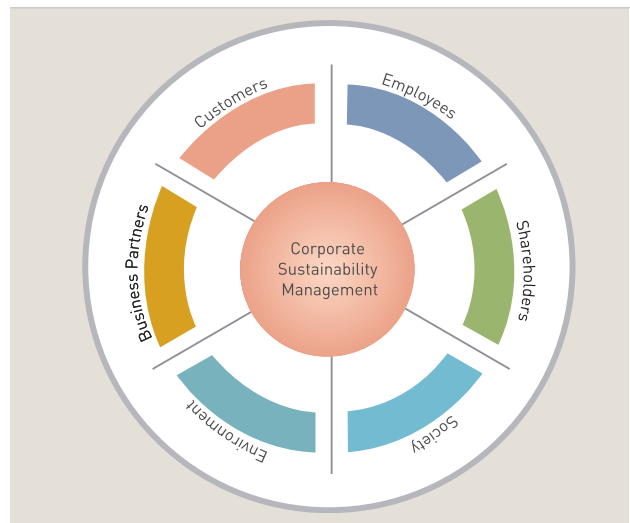 Customers
Employees
Business Partners
Corporate
Sustainability
Management
Shareholders
Environment
Society